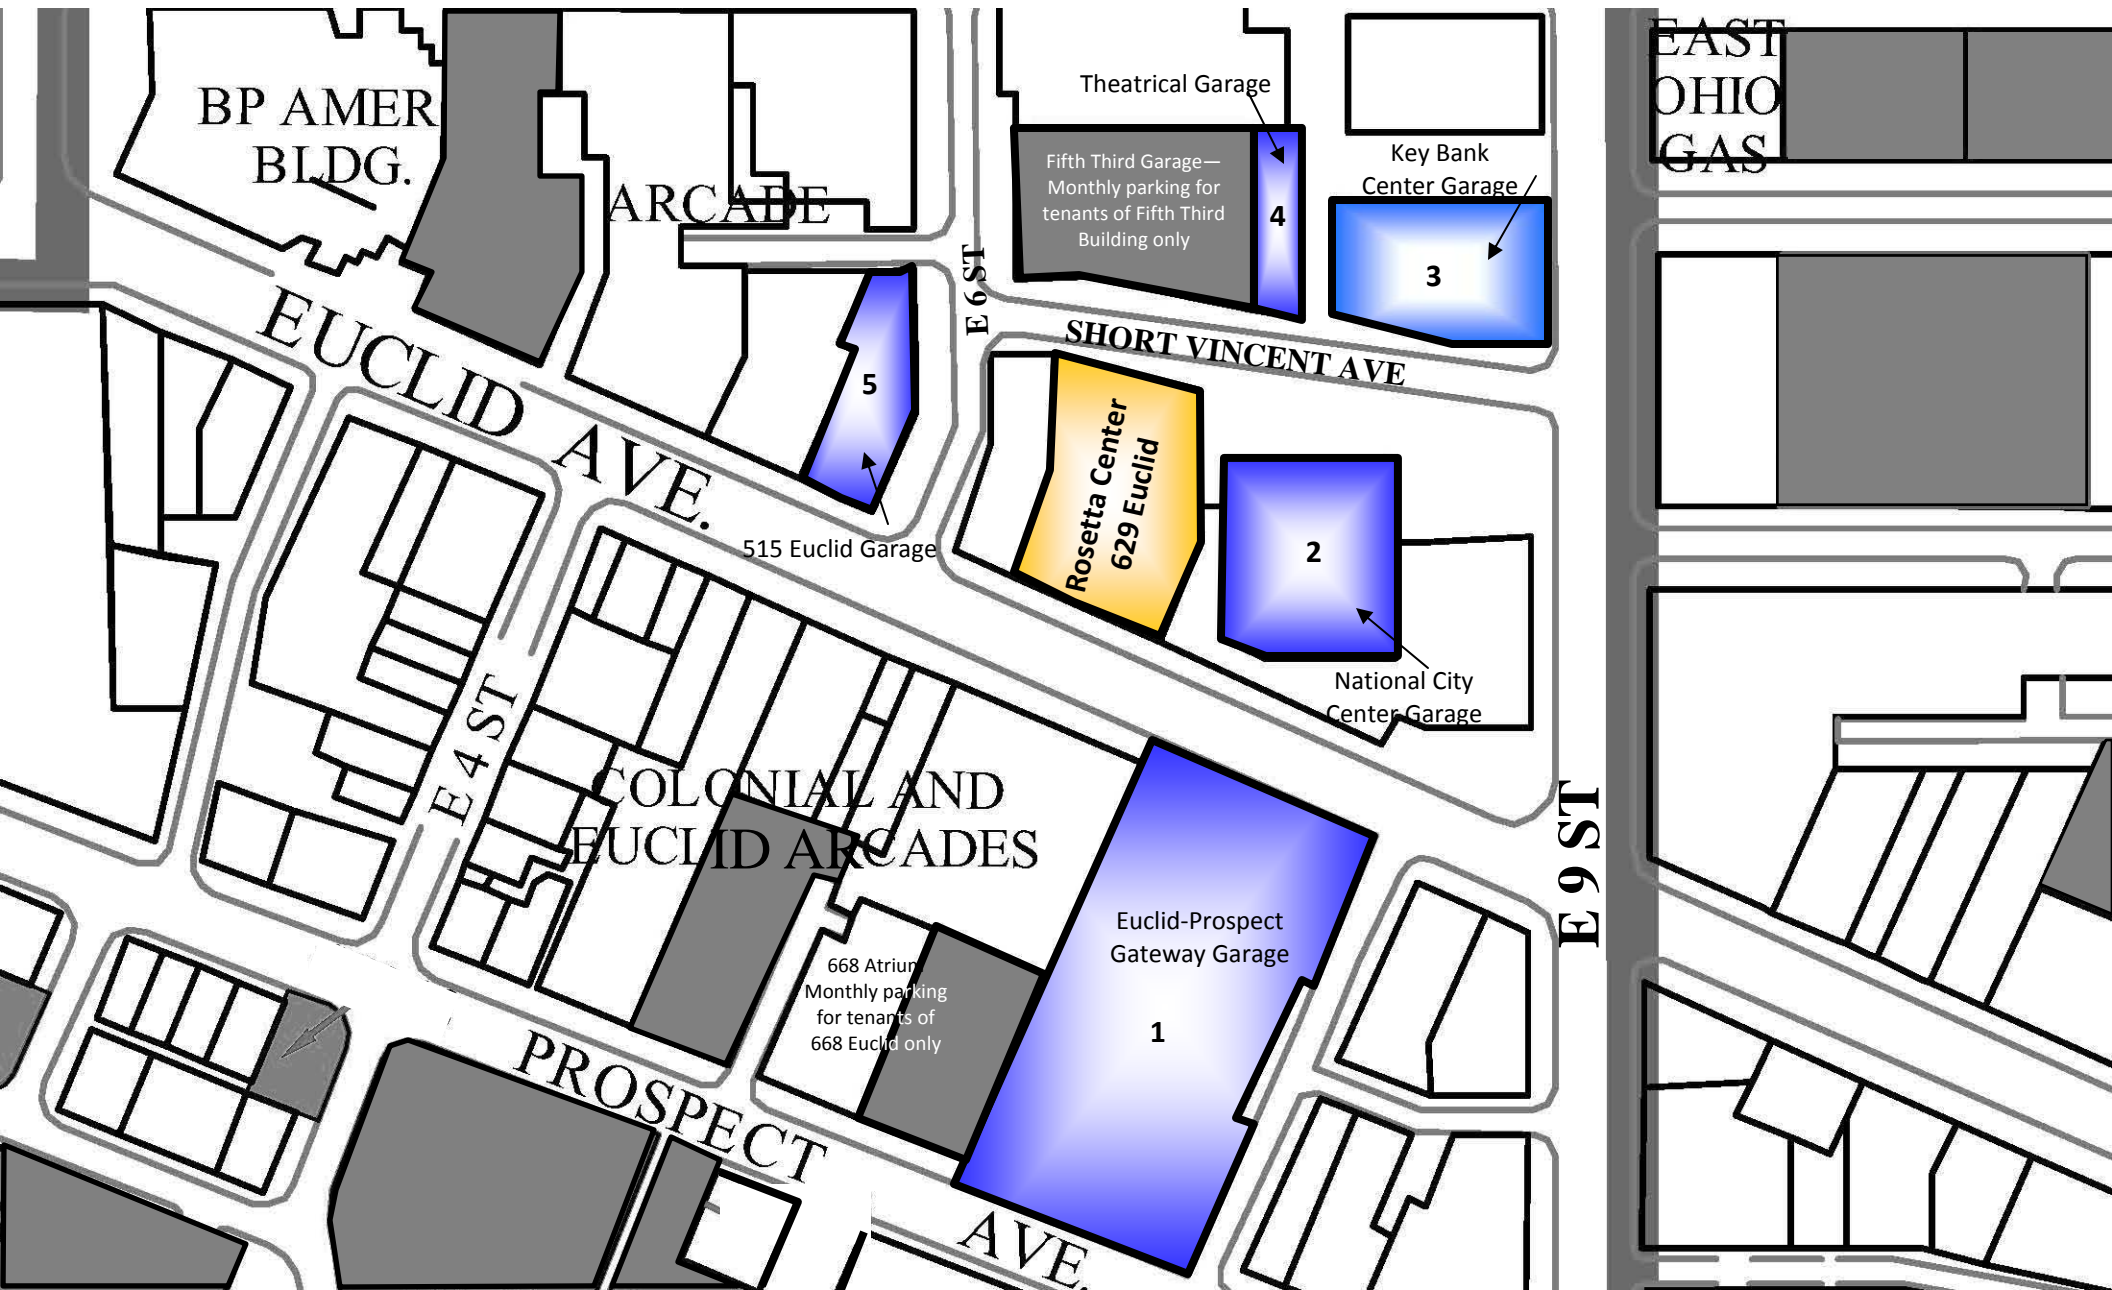 BP AMER
BLDG.
ARCADE
Theatrical Garage
Fifth Third Garage—
Monthly parking for
tenants of Fifth Third
Building only
4
Key Bank
Center Garage
3
EAST
OHIO
GAS
E 6 ST
SHORT VINCENT AVE
EUCLID AVE.
5
515 Euclid Garage
Rosetta Center
629 Euclid
2
National City
Center Garage
E 4 ST
COLONIAL AND
EUCLID ARCADES
E 9 ST
668 Atrium
Monthly parking
for tenants of
668 Euclid only
Euclid-Prospect
Gateway Garage
1
PROSPECT
AVE.